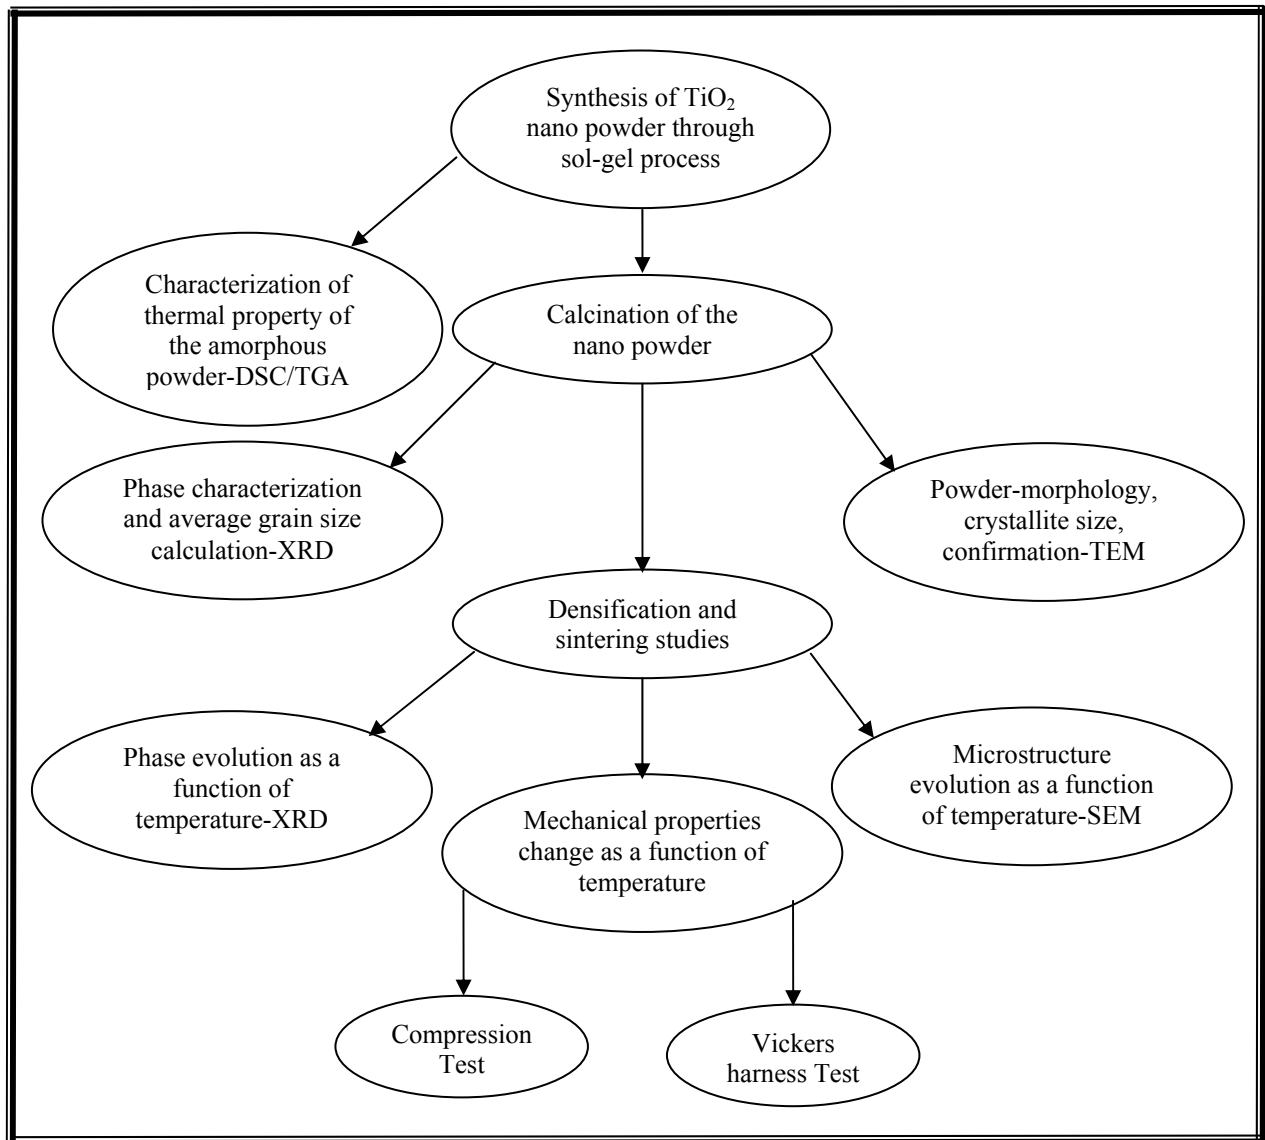 Synthesis of TiO₂
nano powder through
sol-gel process
Characterization of
thermal property of
the amorphous
powder-DSC/TGA
Calcination of the
nano powder
Phase characterization
and average grain size
calculation-XRD
Powder-morphology,
crystallite size,
confirmation-TEM
Densification and
sintering studies
Phase evolution as a
function of
temperature-XRD
Mechanical properties
change as a function of
temperature
Microstructure
evolution as a function
of temperature-SEM
Compression
Test
Vickers
harness Test